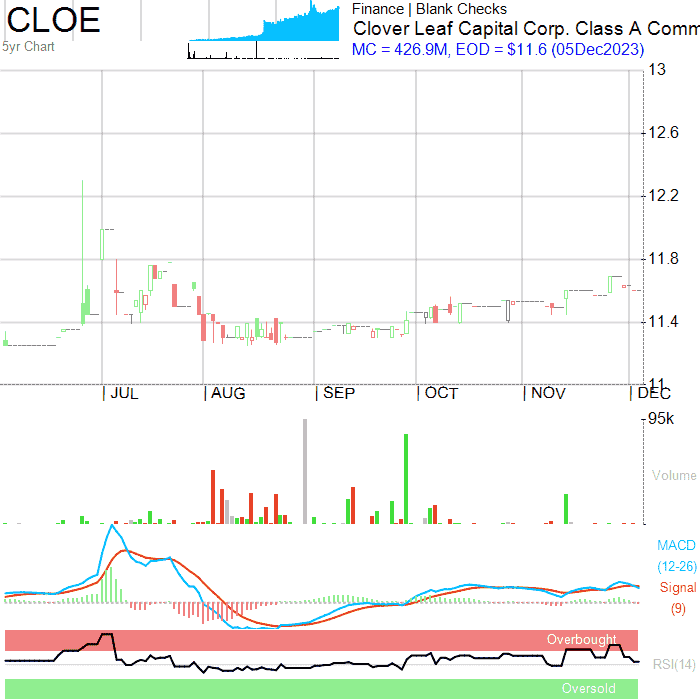 CLOE
5yr Chart
Finance | Blank Checks
Clover Leaf Capital Corp. Class A Comm
MC = 426.9M, EOD = $11.6 (05Dec2023)
13
12.6
12.2
11.8
11.4
11
| JUL | AUG | SEP | OCT | NOV | DEC
95k
Volume
MACD
(12-26)
Signal
(9)
Overbought
RSI(14)
Oversold